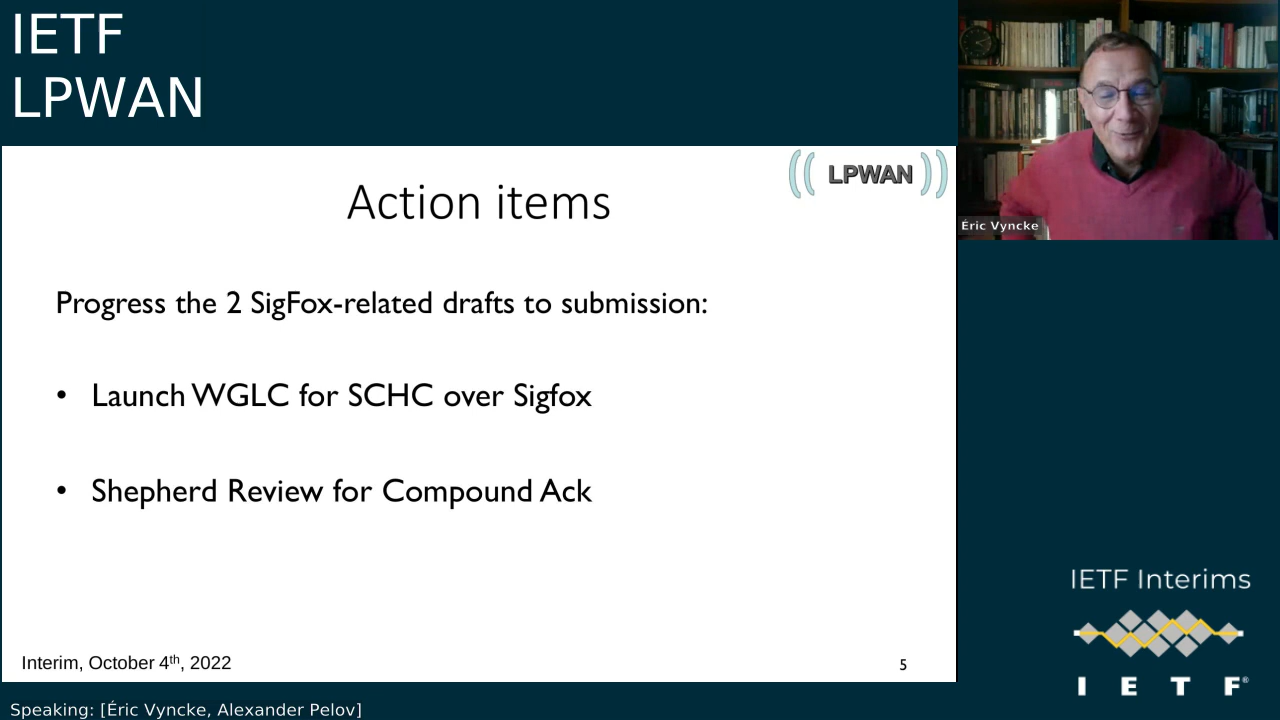 IETF
LPWAN
LPWAN
Action items
Progress the 2 SigFox-related drafts to submission:
• Launch WGLC for SCHC over Sigfox
• Shepherd Review for Compound Ack
Interim, October 4th, 2022
5
Éric Vyncke
IETF Interims
I E T F®
Speaking: [Éric Vyncke, Alexander Pelov]